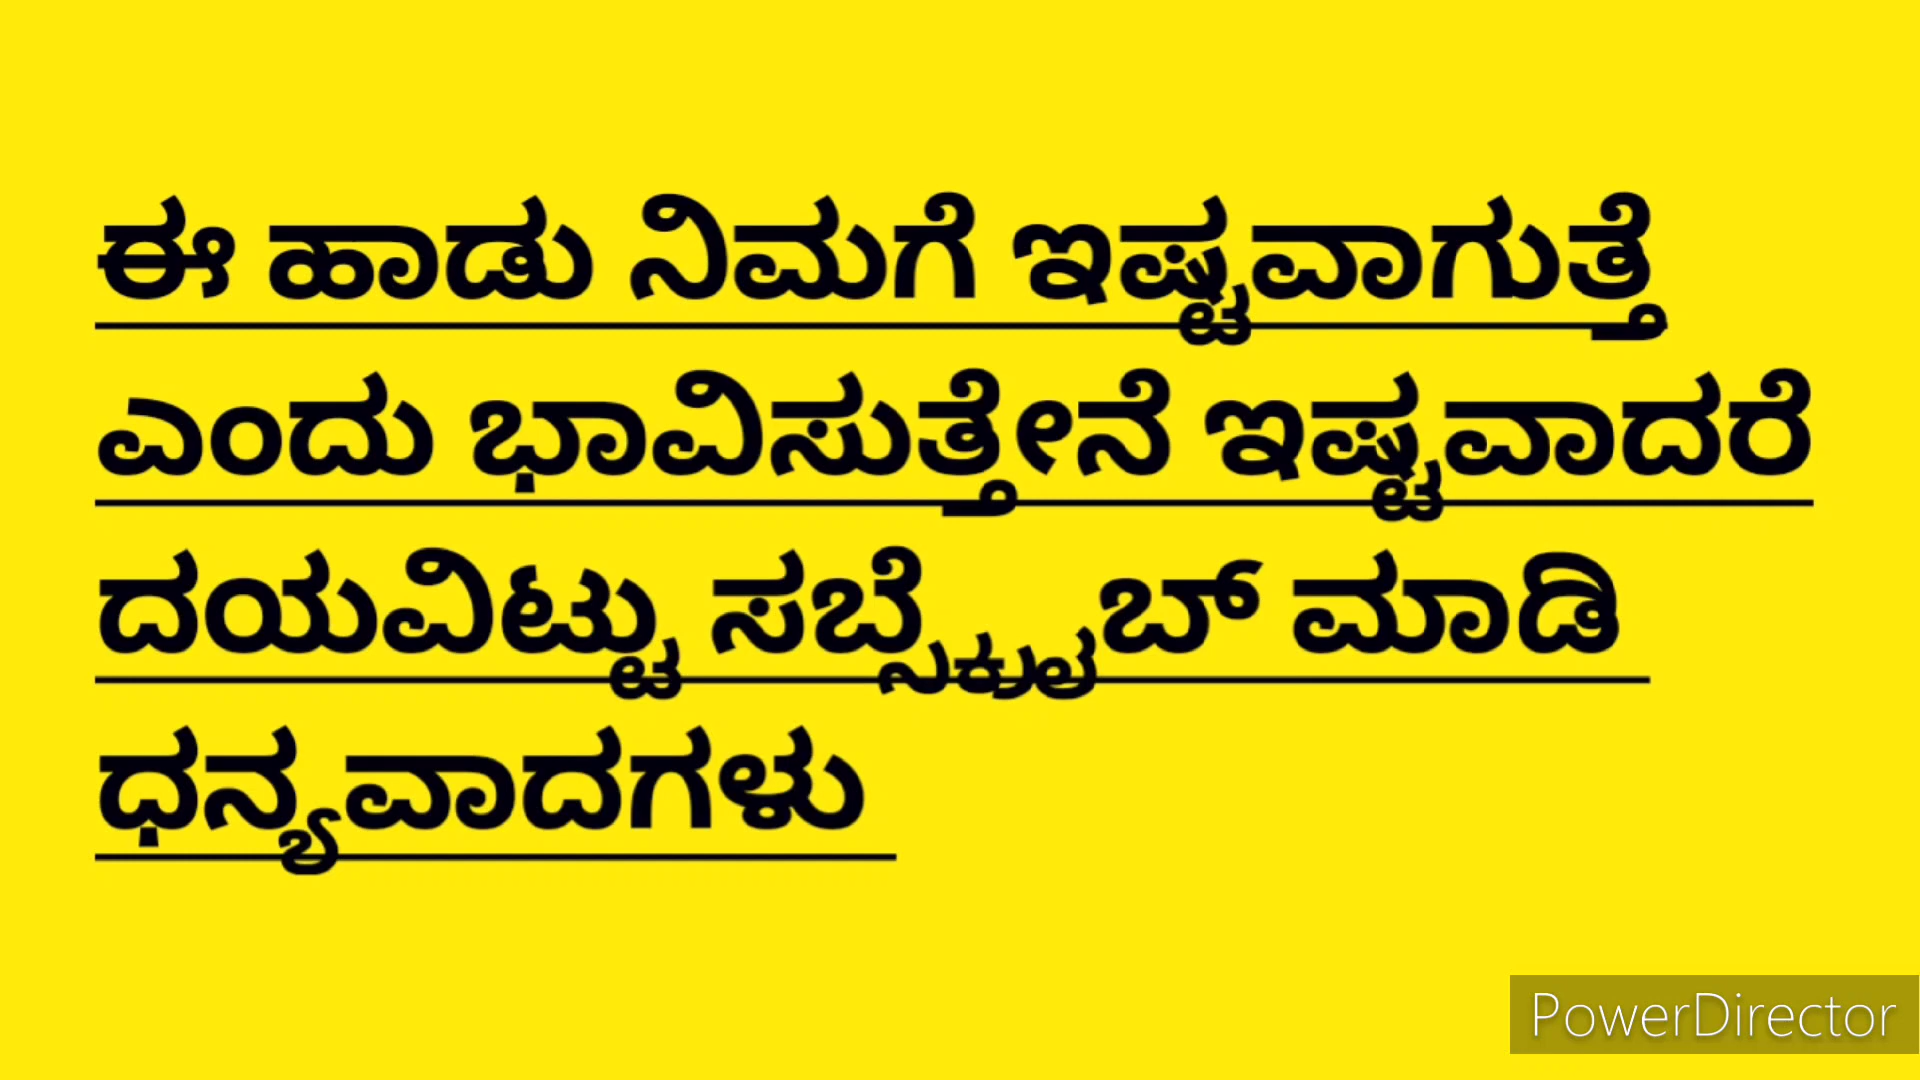 ಈ ಹಾಡು ನಿಮಗೆ ಇಷ್ಟವಾಗುತ್ತೆ
ಎಂದು ಭಾವಿಸುತ್ತೇನೆ ಇಷ್ಟವಾದರೆ
ದಯವಿಟ್ಟು ಸಬ್ಸ್ಕ್ರೈಬ್ ಮಾಡಿ
ಧನ್ಯವಾದಗಳು
PowerDirector